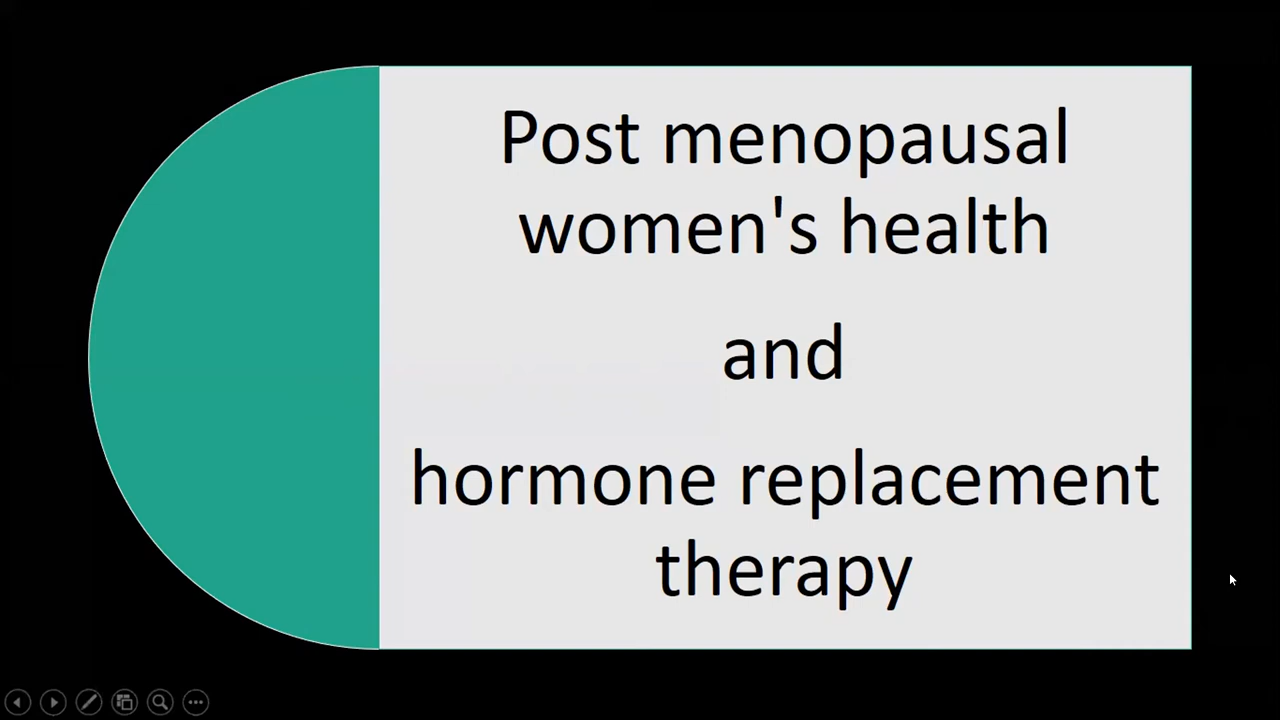 Post menopausal
women's health
and
hormone replacement
therapy